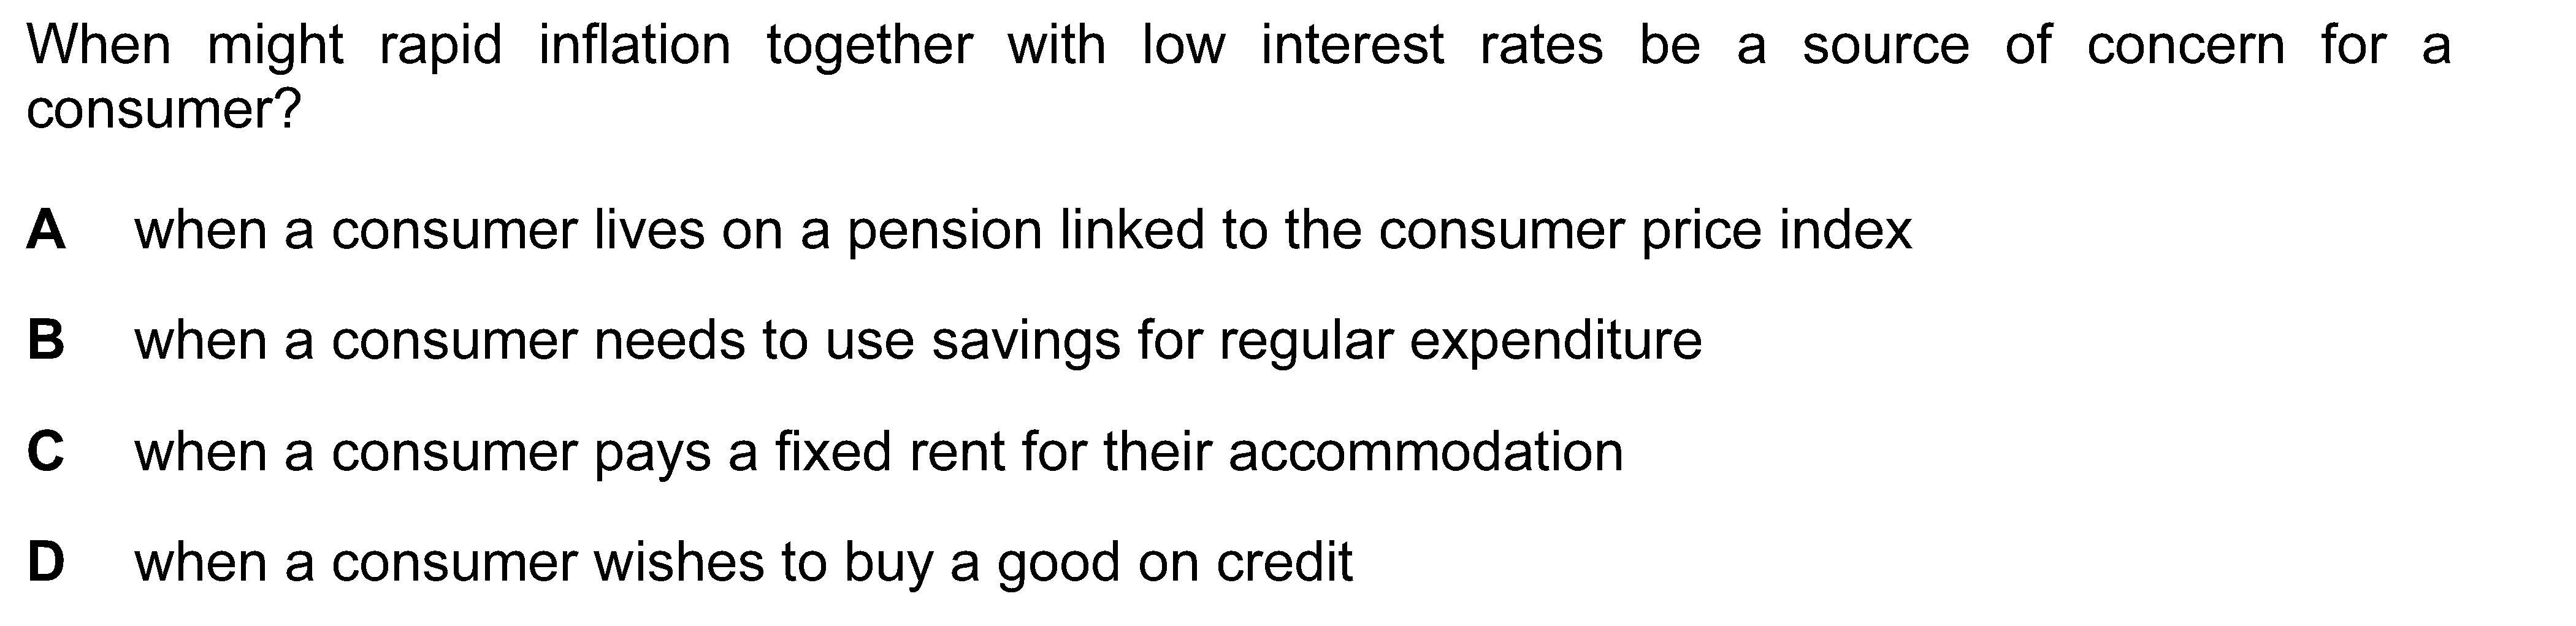 When might rapid inflation together with low interest rates be a source of concern for a
consumer?
A when a consumer lives on a pension linked to the consumer price index
B when a consumer needs to use savings for regular expenditure
C when a consumer pays a fixed rent for their accommodation
D when a consumer wishes to buy a good on credit